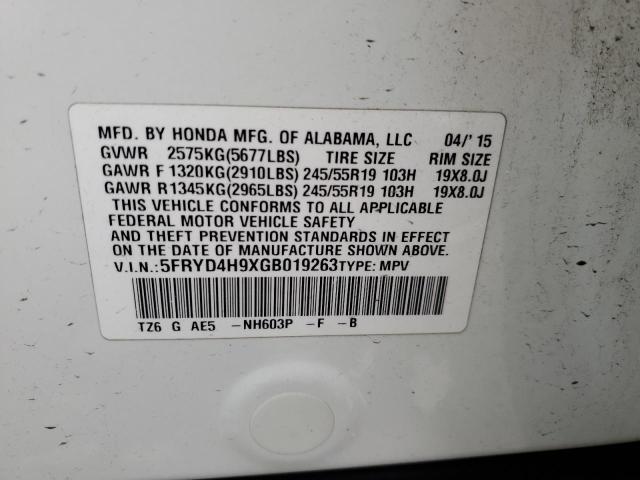 MFD. BY HONDA MFG. OF ALABAMA, LLC 04/'15
GVWR 2575KG(5677LBS) TIRE SIZE RIM SIZE
GAWR F 1320KG(2910LBS) 245/55R19 103H 19X8.0J
GAWR R1345KG(2965LBS) 245/55R19 103H 19X8.0J
THIS VEHICLE CONFORMS TO ALL APPLICABLE
FEDERAL MOTOR VEHICLE SAFETY
AND THEFT PREVENTION STANDARDS IN EFFECT
ON THE DATE OF MANUFACTURE SHOWN ABOVE.
V.I.N.:5FRYD4H9XGB019263TYPE: MPV
TZ6 G AE5 -NH603P -F -B